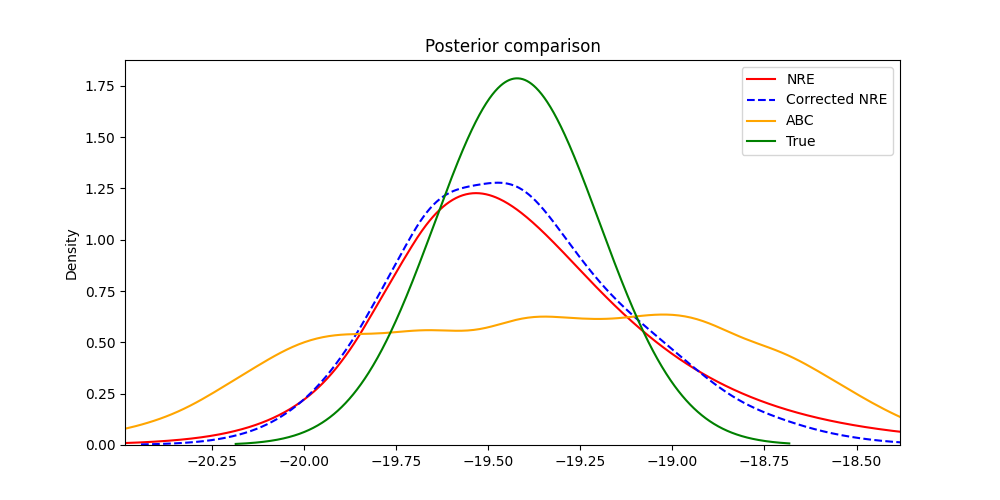 Posterior comparison
NRE
Corrected NRE
ABC
True
Density
1.75
1.50
1.25
1.00
0.75
0.50
0.25
0.00
−20.25
−20.00
−19.75
−19.50
−19.25
−19.00
−18.75
−18.50